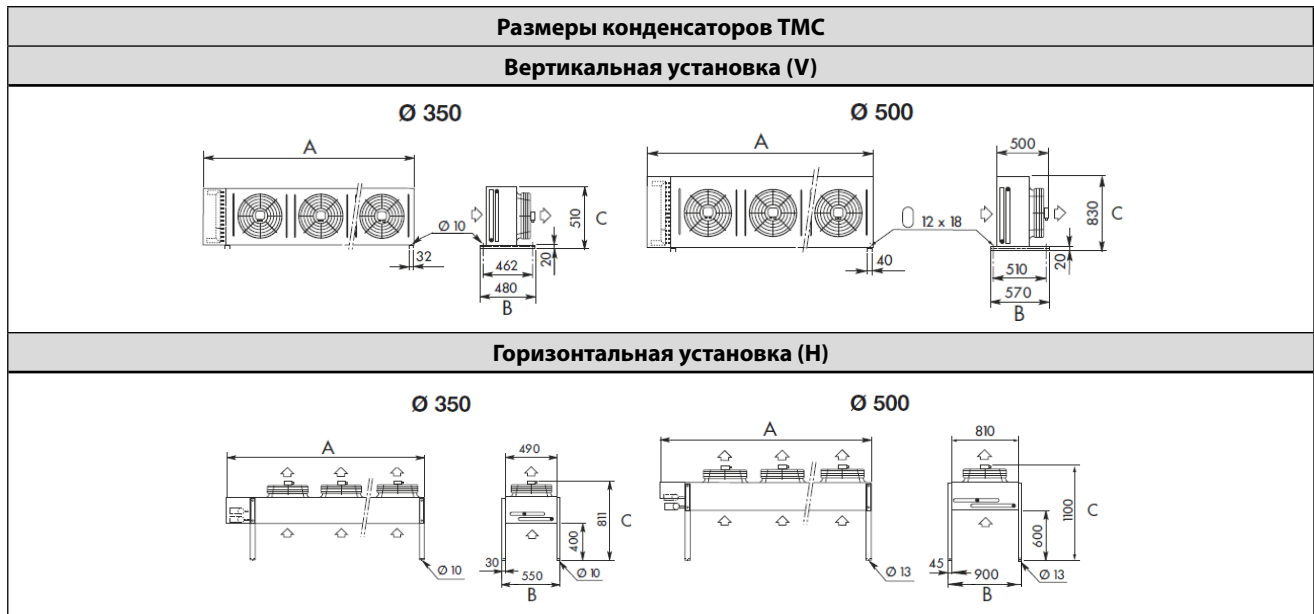 Размеры конденсаторов ТМС
Вертикальная установка (V)
Ø 350
Ø 500
A
Ø 10
32
462
480
B
510
C
20
A
500
12 x 18
40
510
570
B
830
C
20
Горизонтальная установка (H)
Ø 350
Ø 500
A
Ø 10
490
811
C
400
30
550
Ø 10
B
A
Ø 13
810
1100
C
600
45
900
Ø 13
B